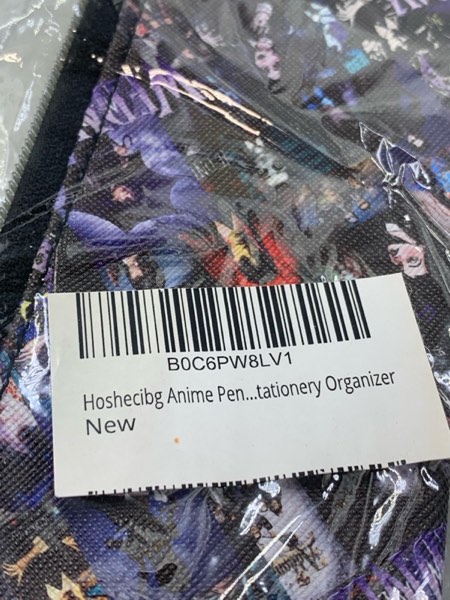 B0C6PW8LV1
Hoshecibg Anime Pen...tationery Organizer
New